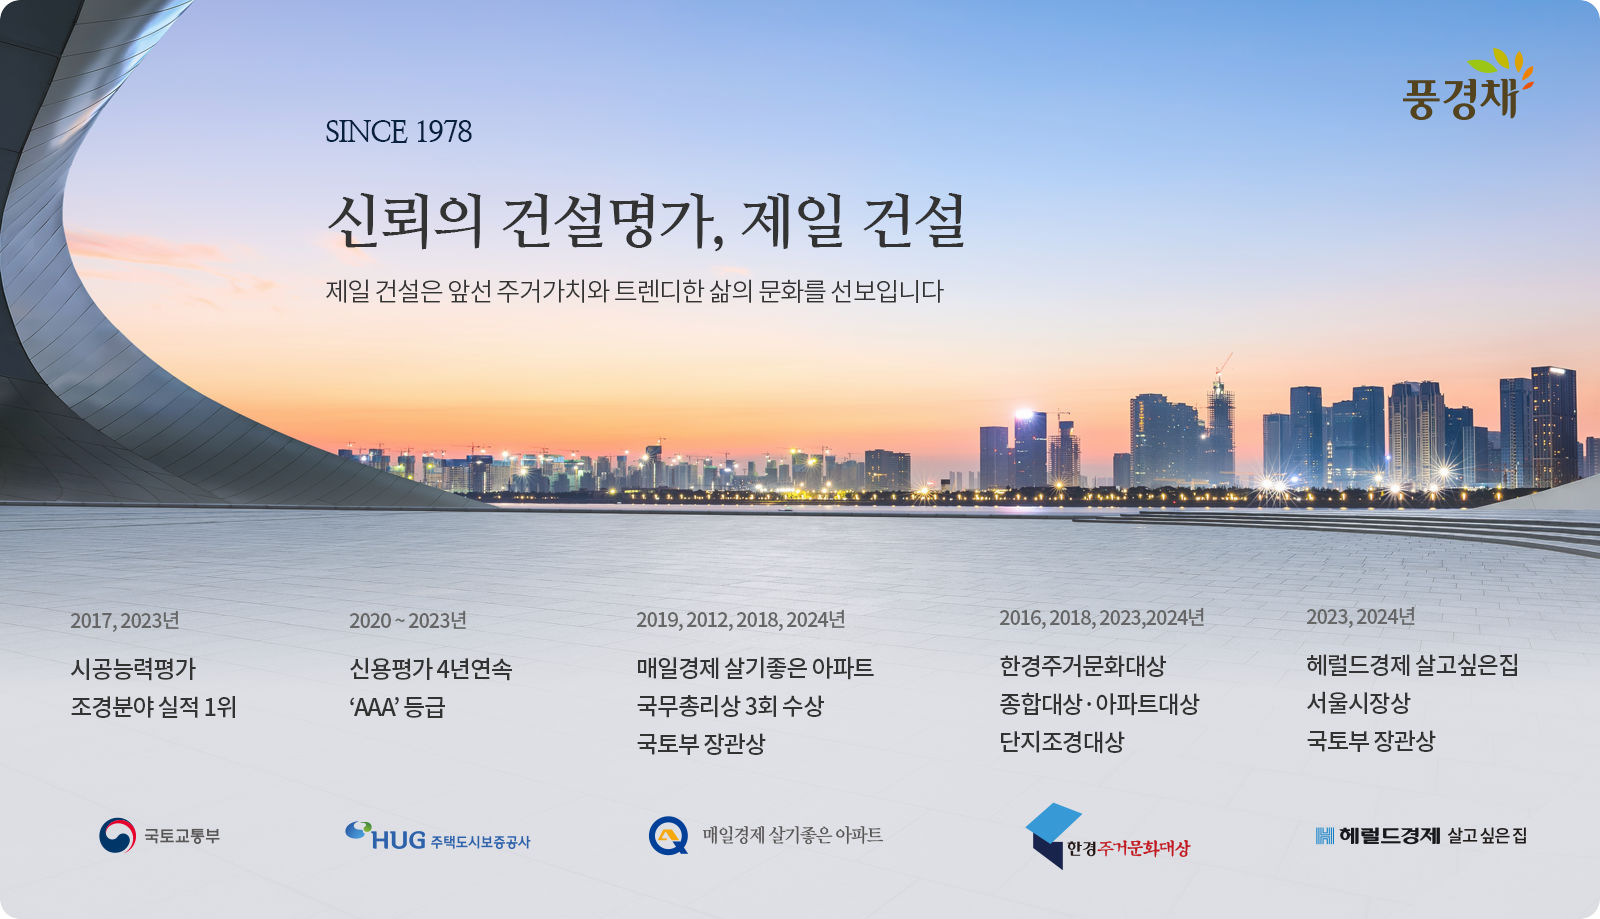 풍경채
SINCE 1978
신뢰의 건설명가, 제일 건설
제일 건설은 앞선 주거가치와 트렌디한 삶의 문화를 선보입니다
2017, 2023년
시공능력평가
조경분야 실적 1위
국토교통부
2020 ~ 2023년
신용평가 4년연속
‘AAA’ 등급
HUG 주택도시보증공사
2019, 2012, 2018, 2024년
매일경제 살기좋은 아파트
국무총리상 3회 수상
국토부 장관상
매일경제 살기좋은 아파트
2016, 2018, 2023,2024년
한경주거문화대상
종합대상·아파트대상
단지조경대상
한경주거문화대상
2023, 2024년
헤럴드경제 살고싶은집
서울시장상
국토부 장관상
헤럴드경제 살고 싶은 집